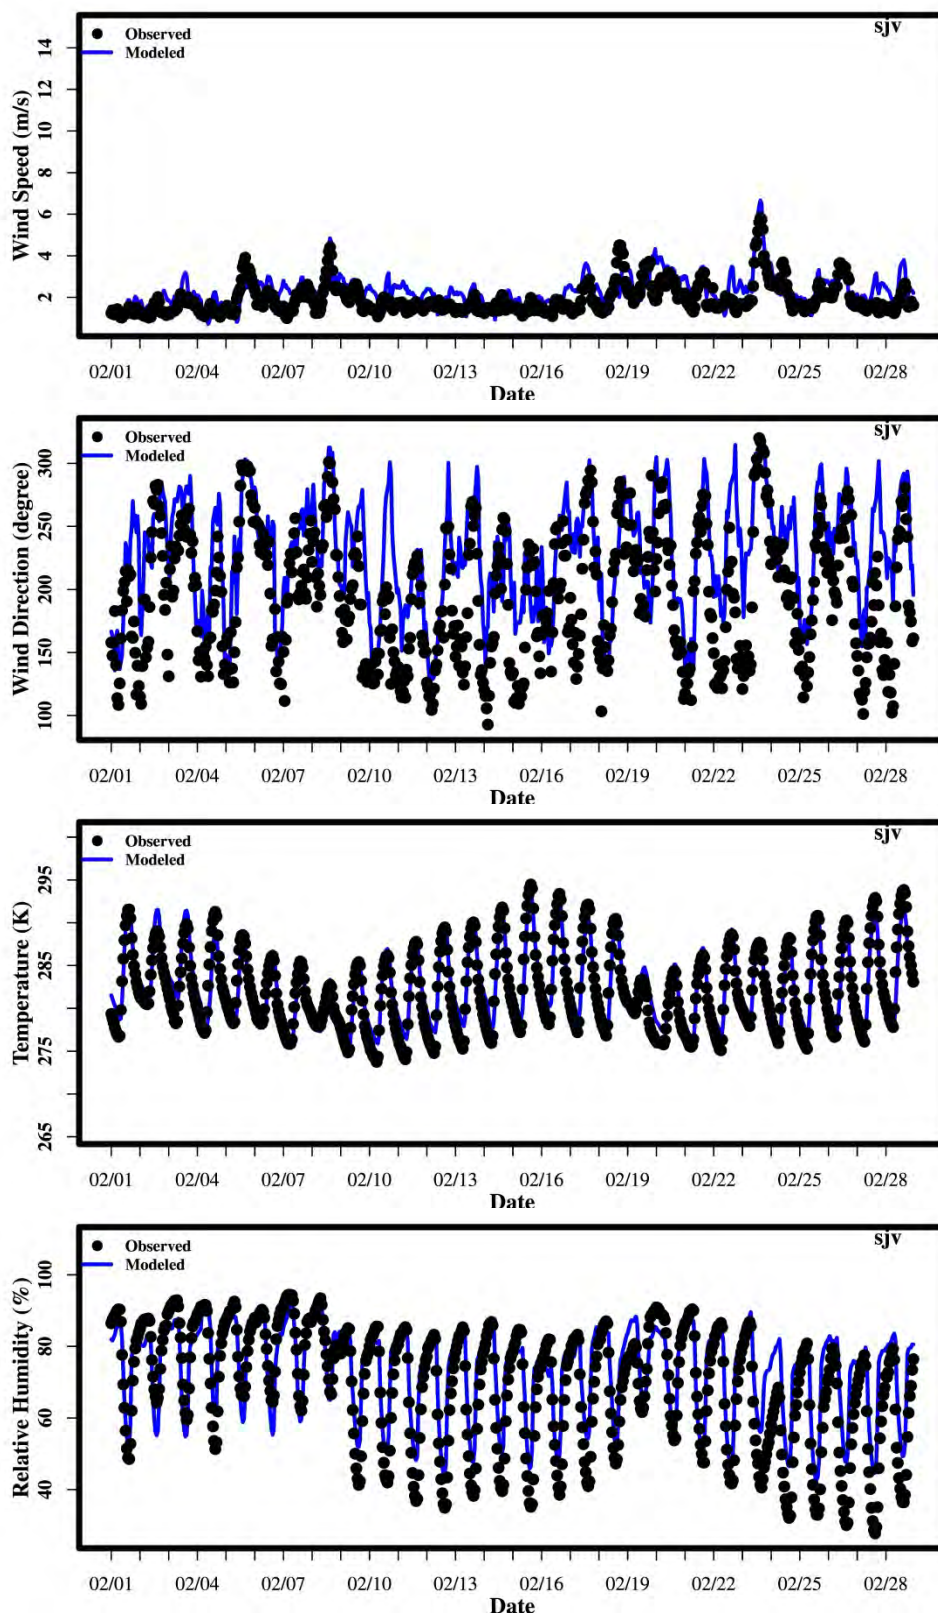 sjv
Observed
Modeled
Wind Speed (m/s)
14
12
10
8
6
4
2
02/01 02/04 02/07 02/10 02/13 02/16 02/19 02/22 02/25 02/28
Date
sjv
Observed
Modeled
Wind Direction (degree)
300
250
200
150
100
02/01 02/04 02/07 02/10 02/13 02/16 02/19 02/22 02/25 02/28
Date
sjv
Observed
Modeled
Temperature (K)
295
285
275
265
02/01 02/04 02/07 02/10 02/13 02/16 02/19 02/22 02/25 02/28
Date
sjv
Observed
Modeled
Relative Humidity (%)
100
80
60
40
02/01 02/04 02/07 02/10 02/13 02/16 02/19 02/22 02/25 02/28
Date